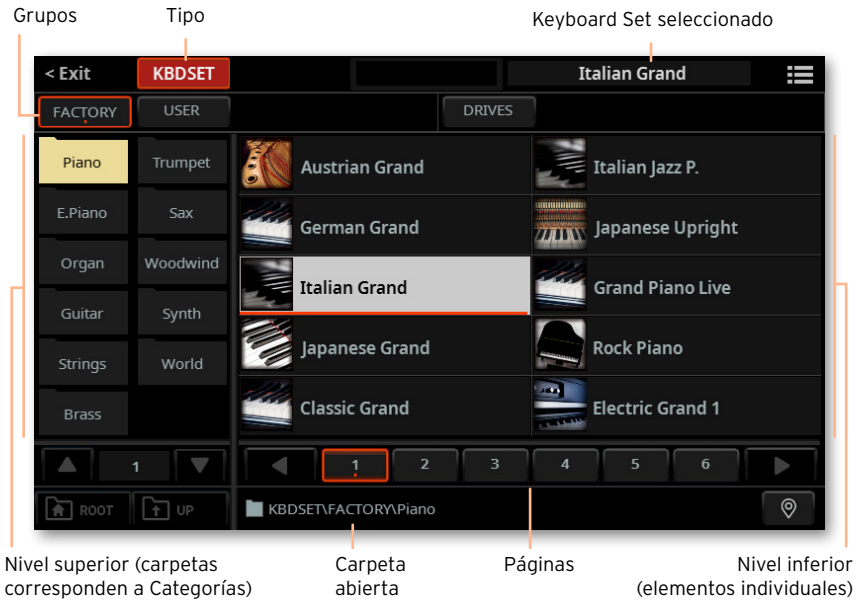 Grupos
Tipo
Keyboard Set seleccionado
< Exit
KBDSET
Italian Grand
FACTORY
USER
DRIVES
Piano
Trumpet
E.Piano
Sax
Organ
Woodwind
Guitar
Synth
Strings
World
Brass
Austrian Grand
Italian Jazz P.
German Grand
Japanese Upright
Italian Grand
Grand Piano Live
Japanese Grand
Rock Piano
Classic Grand
Electric Grand 1
1
1
2
3
4
5
6
ROOT
UP
KBDSET\FACTORY\Piano
Nivel superior (carpetas
corresponden a Categorías)
Carpeta
abierta
Páginas
Nivel inferior
(elementos individuales)